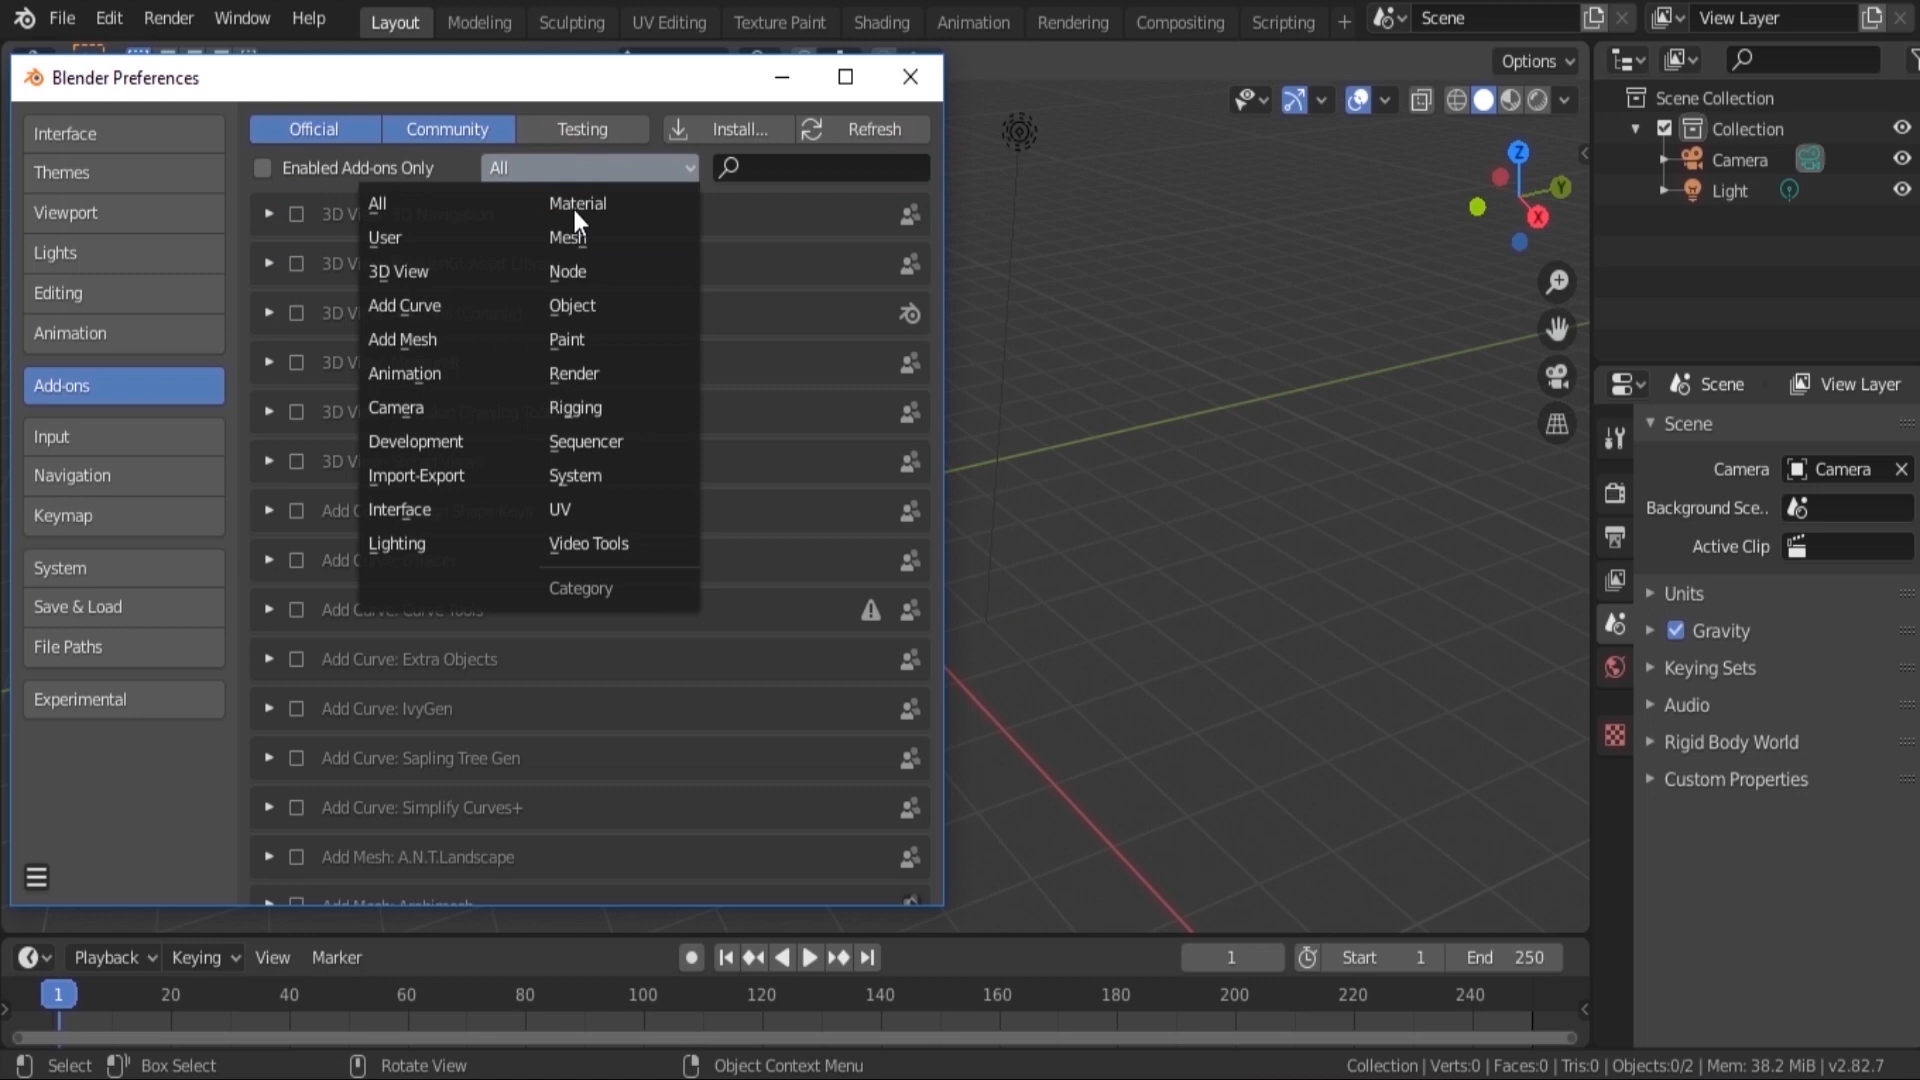 File Edit Render Window Help Layout Modeling Sculpting UV Editing Texture Paint Shading Animation Rendering Compositing Scripting + Scene View Layer
Options
Blender Preferences
Interface
Themes
Viewport
Lights
Editing
Animation
Add-ons
Input
Navigation
Keymap
System
Save & Load
File Paths
Experimental
Official Community Testing Install... Refresh
Enabled Add-ons Only All
All
User
3D View
Add Curve
Add Mesh
Animation
Camera
Development
Import-Export
Interface
Lighting
Material
Mesh
Node
Object
Paint
Render
Rigging
Sequencer
System
UV
Video Tools
Category
Add Curve: Curve Tools
Add Curve: Extra Objects
Add Curve: IvyGen
Add Curve: Sapling Tree Gen
Add Curve: Simplify Curves+
Add Mesh: A.N.T.Landscape
Z
Y
X
Scene Collection
Collection
Camera
Light
Scene View Layer
Scene
Camera Camera
Background Sce..
Active Clip
Units
Gravity
Keying Sets
Audio
Rigid Body World
Custom Properties
Playback Keying View Marker 1 Start 1 End 250
1 20 40 60 80 100 120 140 160 180 200 220 240
Select Box Select Rotate View Object Context Menu Collection | Verts:0 | Faces:0 | Tris:0 | Objects:0/2 | Mem: 38.2 MiB | v2.82.7